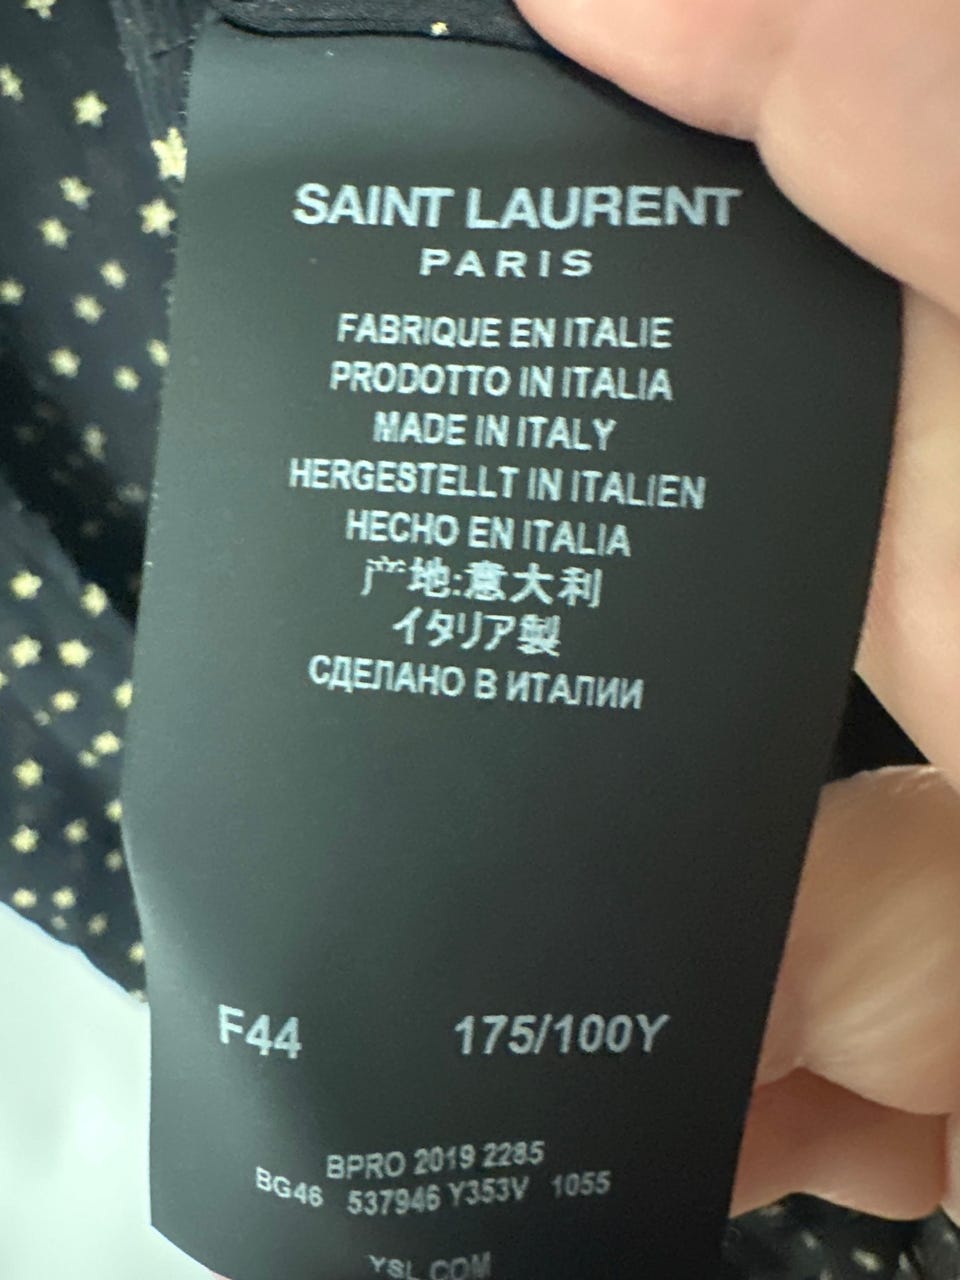 SAINT LAURENT
PARIS
FABRIQUE EN ITALIE
PRODOTTO IN ITALIA
MADE IN ITALY
HERGESTELLT IN ITALIEN
HECHO EN ITALIA
产地:意大利
イタリア製
СДЕЛАНО В ИТАЛИИ
F44 175/100Y
BPRO 2019 2285
BG46 537946 Y353V 1055
YSL.COM